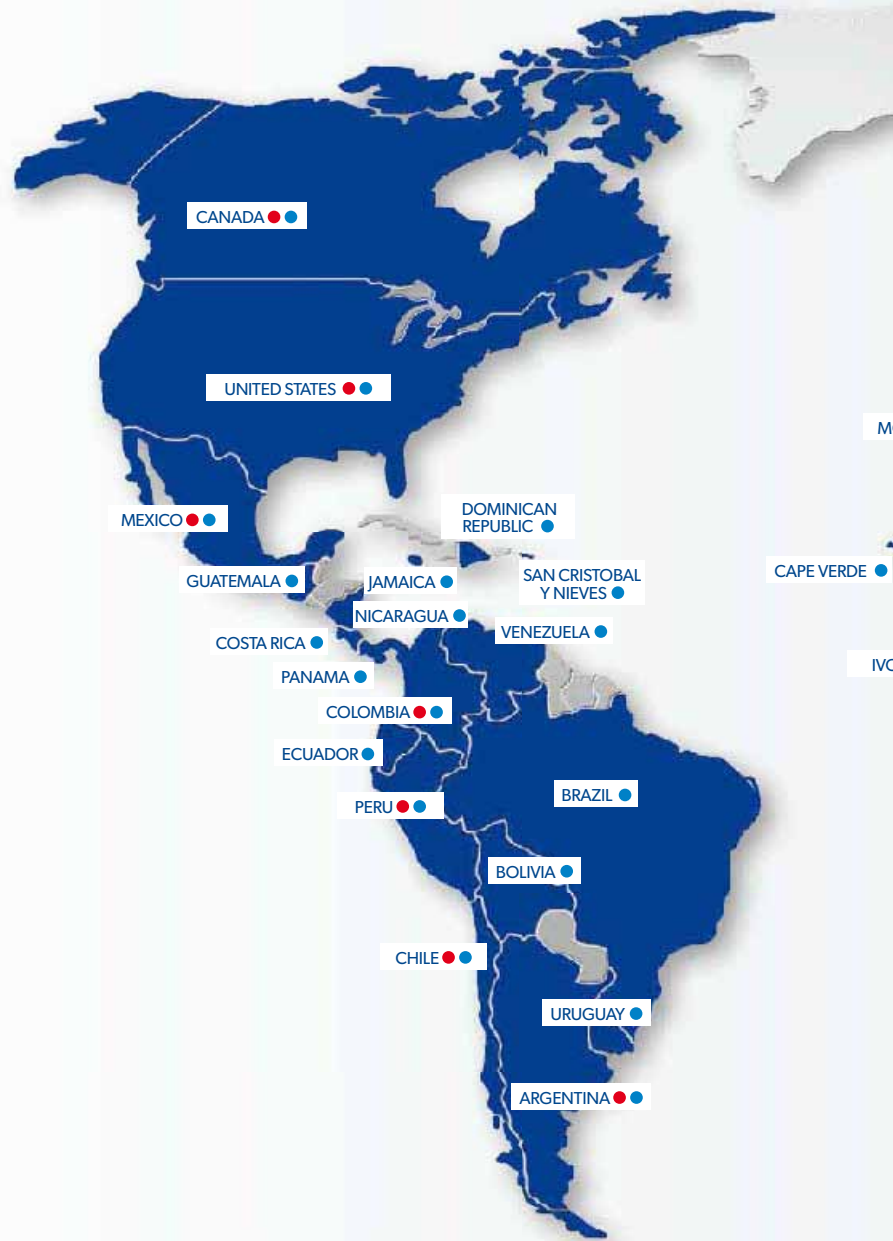 CANADA
UNITED STATES
MEXICO
DOMINICAN
REPUBLIC
GUATEMALA
JAMAICA
SAN CRISTOBAL
Y NIEVES
CAPE VERDE
NICARAGUA
VENEZUELA
COSTA RICA
PANAMA
COLOMBIA
ECUADOR
BRAZIL
PERU
BOLIVIA
CHILE
URUGUAY
ARGENTINA